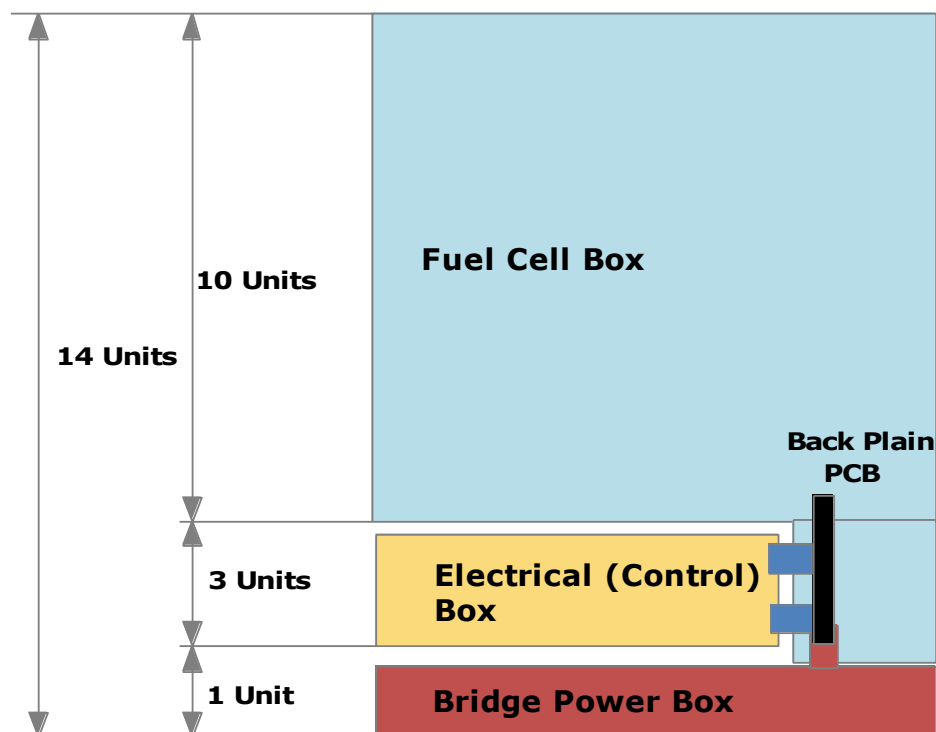 Fuel Cell Box
10 Units
14 Units
Back Plain
PCB
3 Units
Electrical (Control)
Box
1 Unit
Bridge Power Box